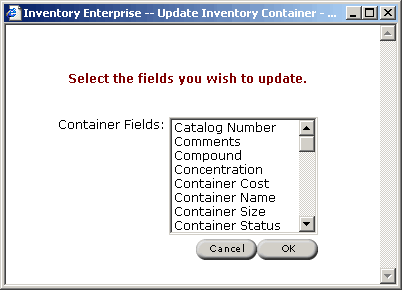 Inventory Enterprise -- Update Inventory Container - ...
Select the fields you wish to update.
Container Fields:
Catalog Number
Comments
Compound
Concentration
Container Cost
Container Name
Container Size
Container Status
Cancel
OK